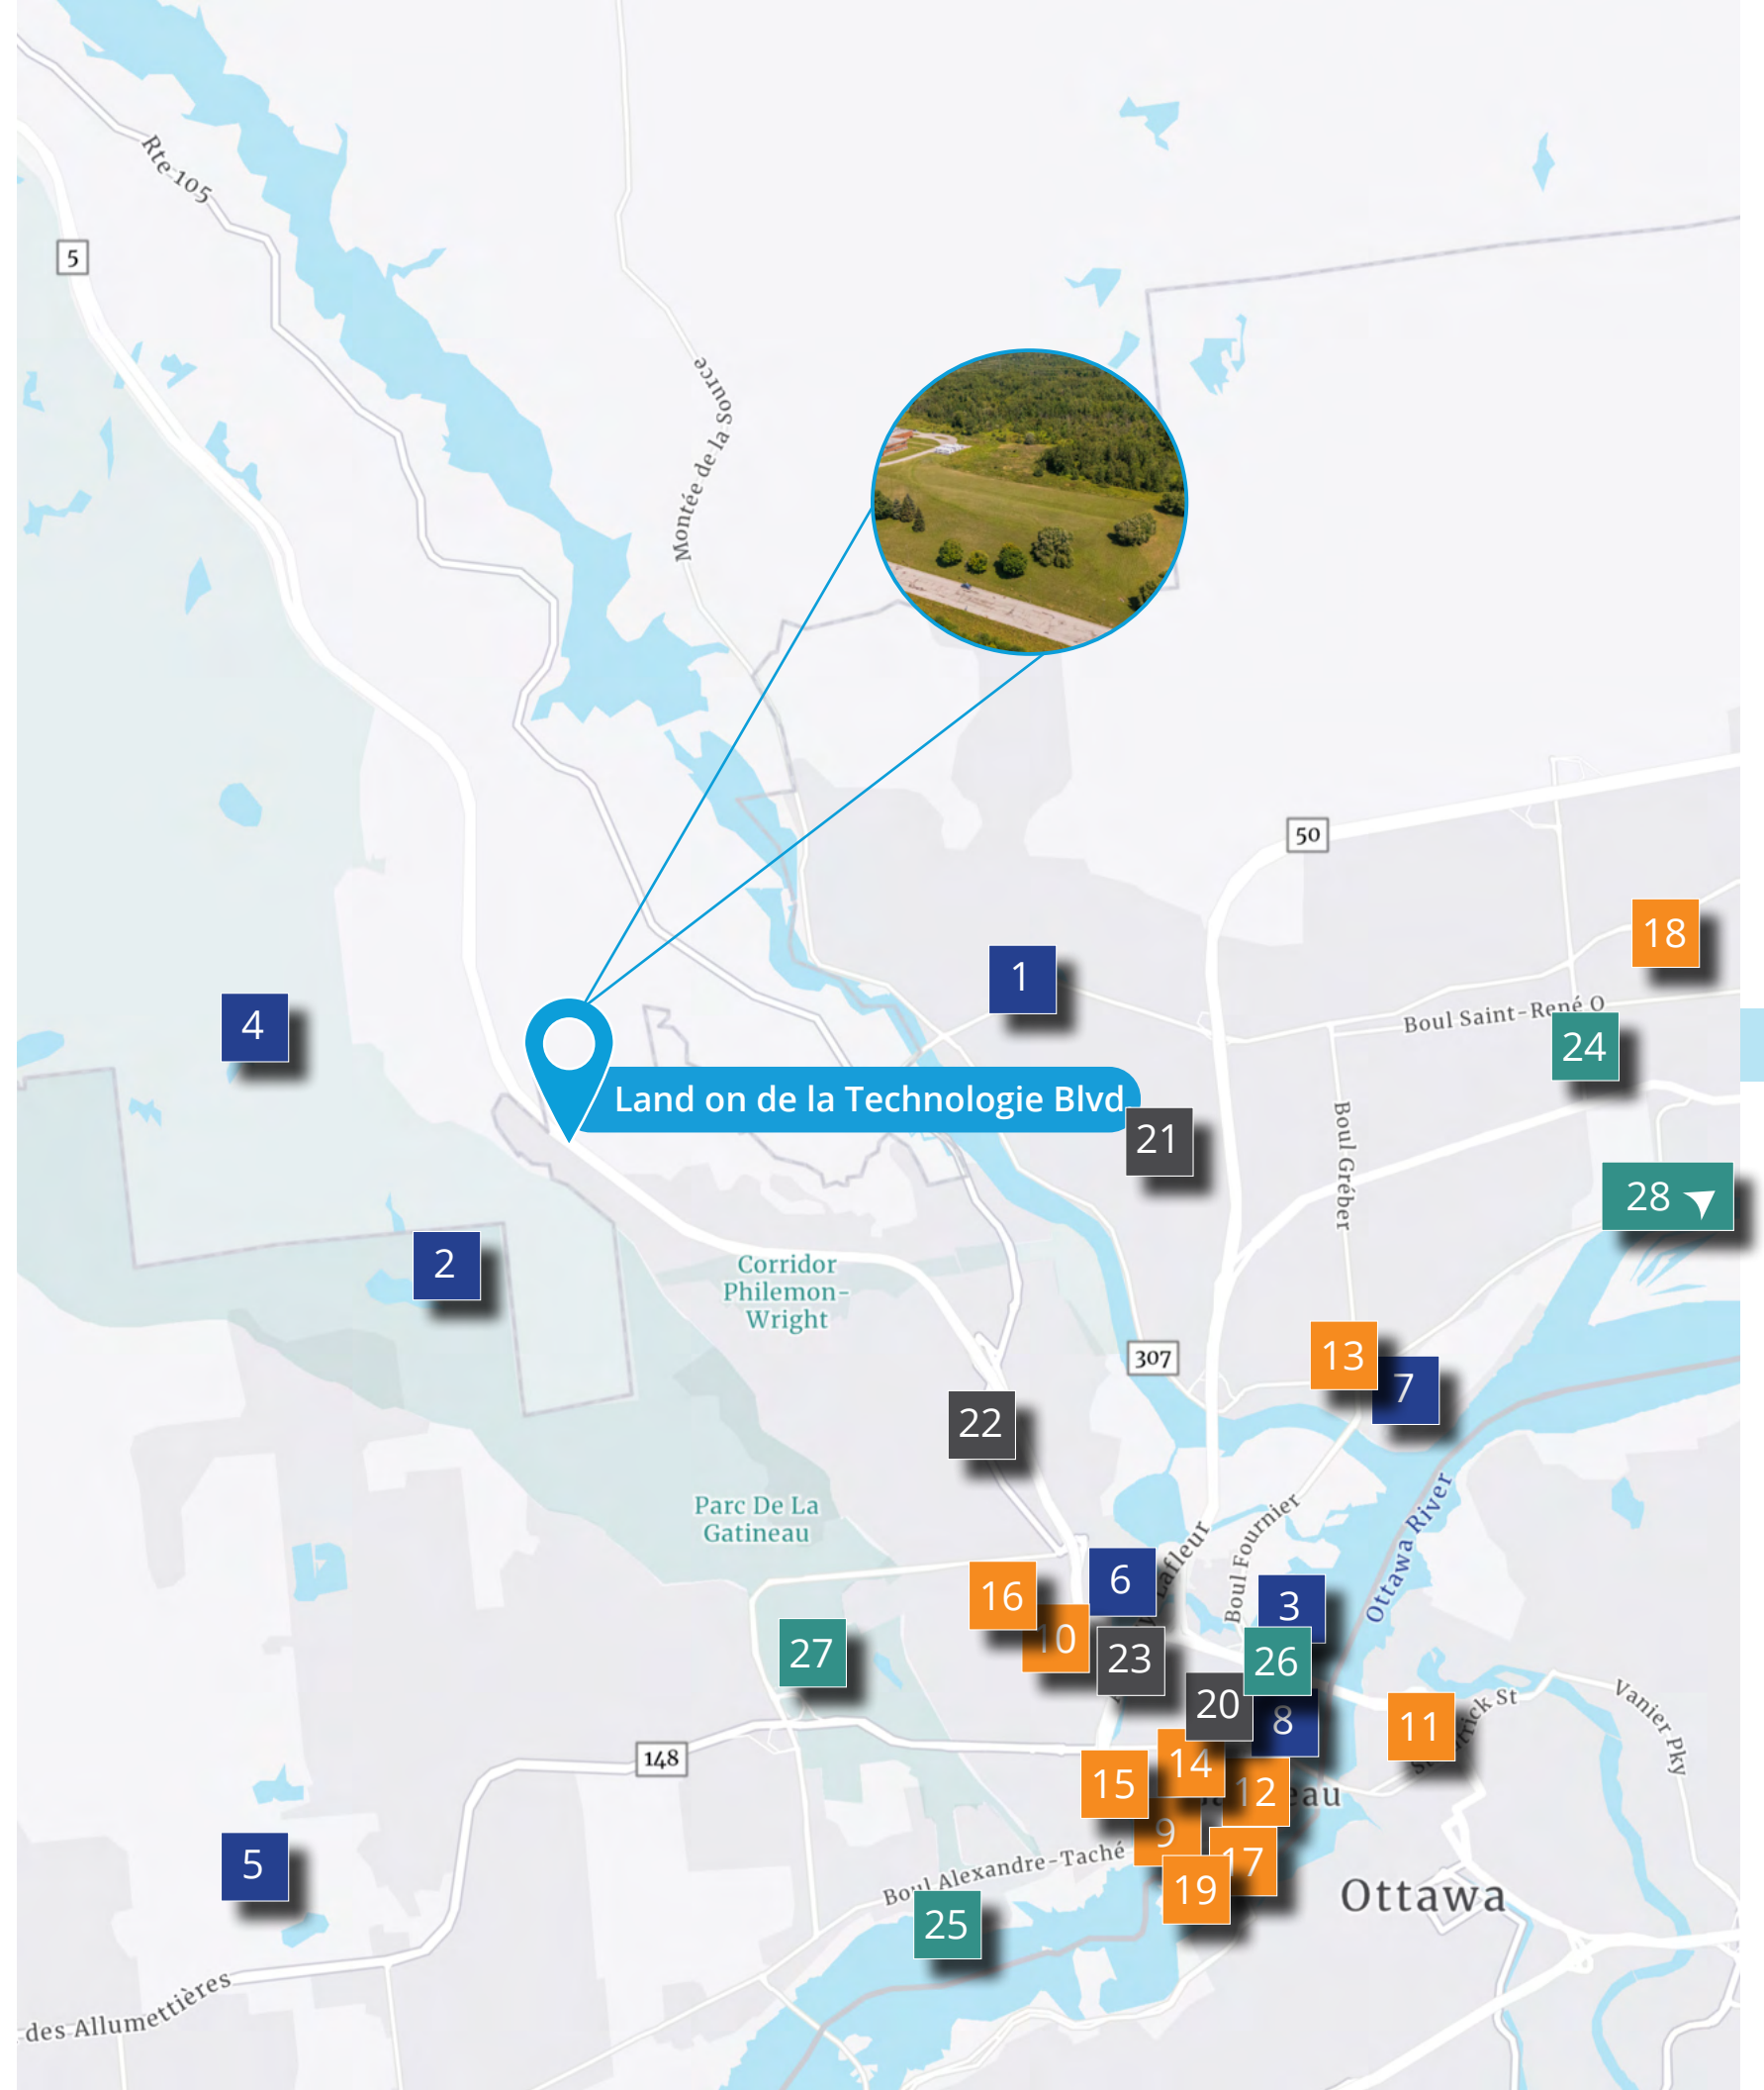 Rte 105
5
Montée de la Source
50
18
1
Boul Saint-René O
4
24
Land on de la Technologie Blvd
21
Boul Gréber
28
2
Corridor
Philemon-
Wright
13
307
7
22
Ottawa River
Parc De La
Gatineau
Boul Fournier
Lafleur
6
16
3
10
27
23
26
20
8
11
St
Vanier Pky
148
14
15
12
9
17
Boul Alexandre-Taché
5
19
Ottawa
25
des Allumettières